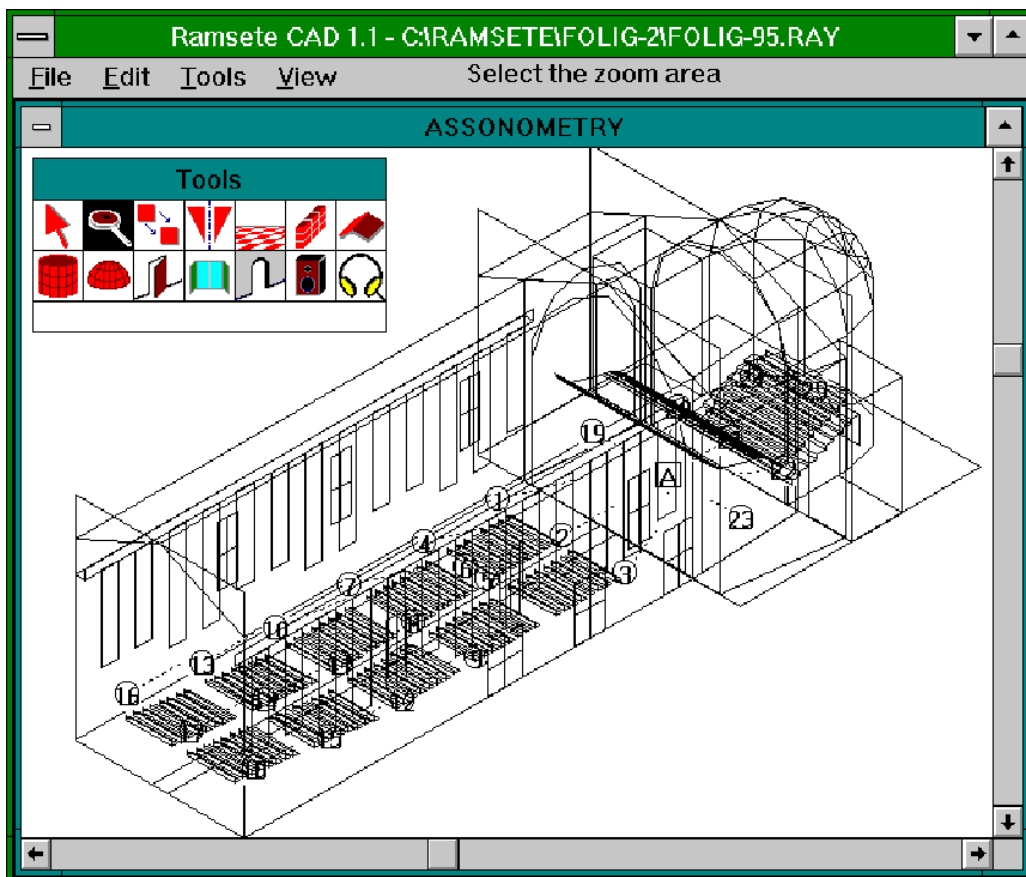 Ramsete CAD 1.1 - C:\RAMSETE\FOLIG-2\FOLIG-95.RAY
File Edit Tools View Select the zoom area
ASSONOMETRY
Tools
19
A
1
23
4
2
3
7
10
13
16